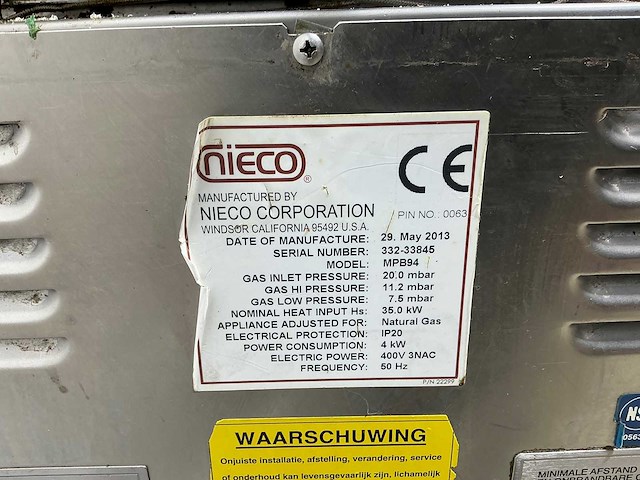 nieco ®
CE
MANUFACTURED BY
NIECO CORPORATION
PIN NO.: 0063
WINDSOR CALIFORNIA 95492 U.S.A.
DATE OF MANUFACTURE: 29. May 2013
SERIAL NUMBER: 332-33845
MODEL: MPB94
GAS INLET PRESSURE: 20.0 mbar
GAS HI PRESSURE: 11.2 mbar
GAS LOW PRESSURE: 7.5 mbar
NOMINAL HEAT INPUT Hs: 35.0 kW
APPLIANCE ADJUSTED FOR: Natural Gas
ELECTRICAL PROTECTION: IP20
POWER CONSUMPTION: 4 kW
ELECTRIC POWER: 400V 3NAC
FREQUENCY: 50 Hz
P/N 22299
WAARSCHUWING
Onjuiste installatie, afstelling, verandering, service
of onderhoud kan levensgevaarlijk zijn, lichamelijk
NS
0563
MINIMALE AFSTAND